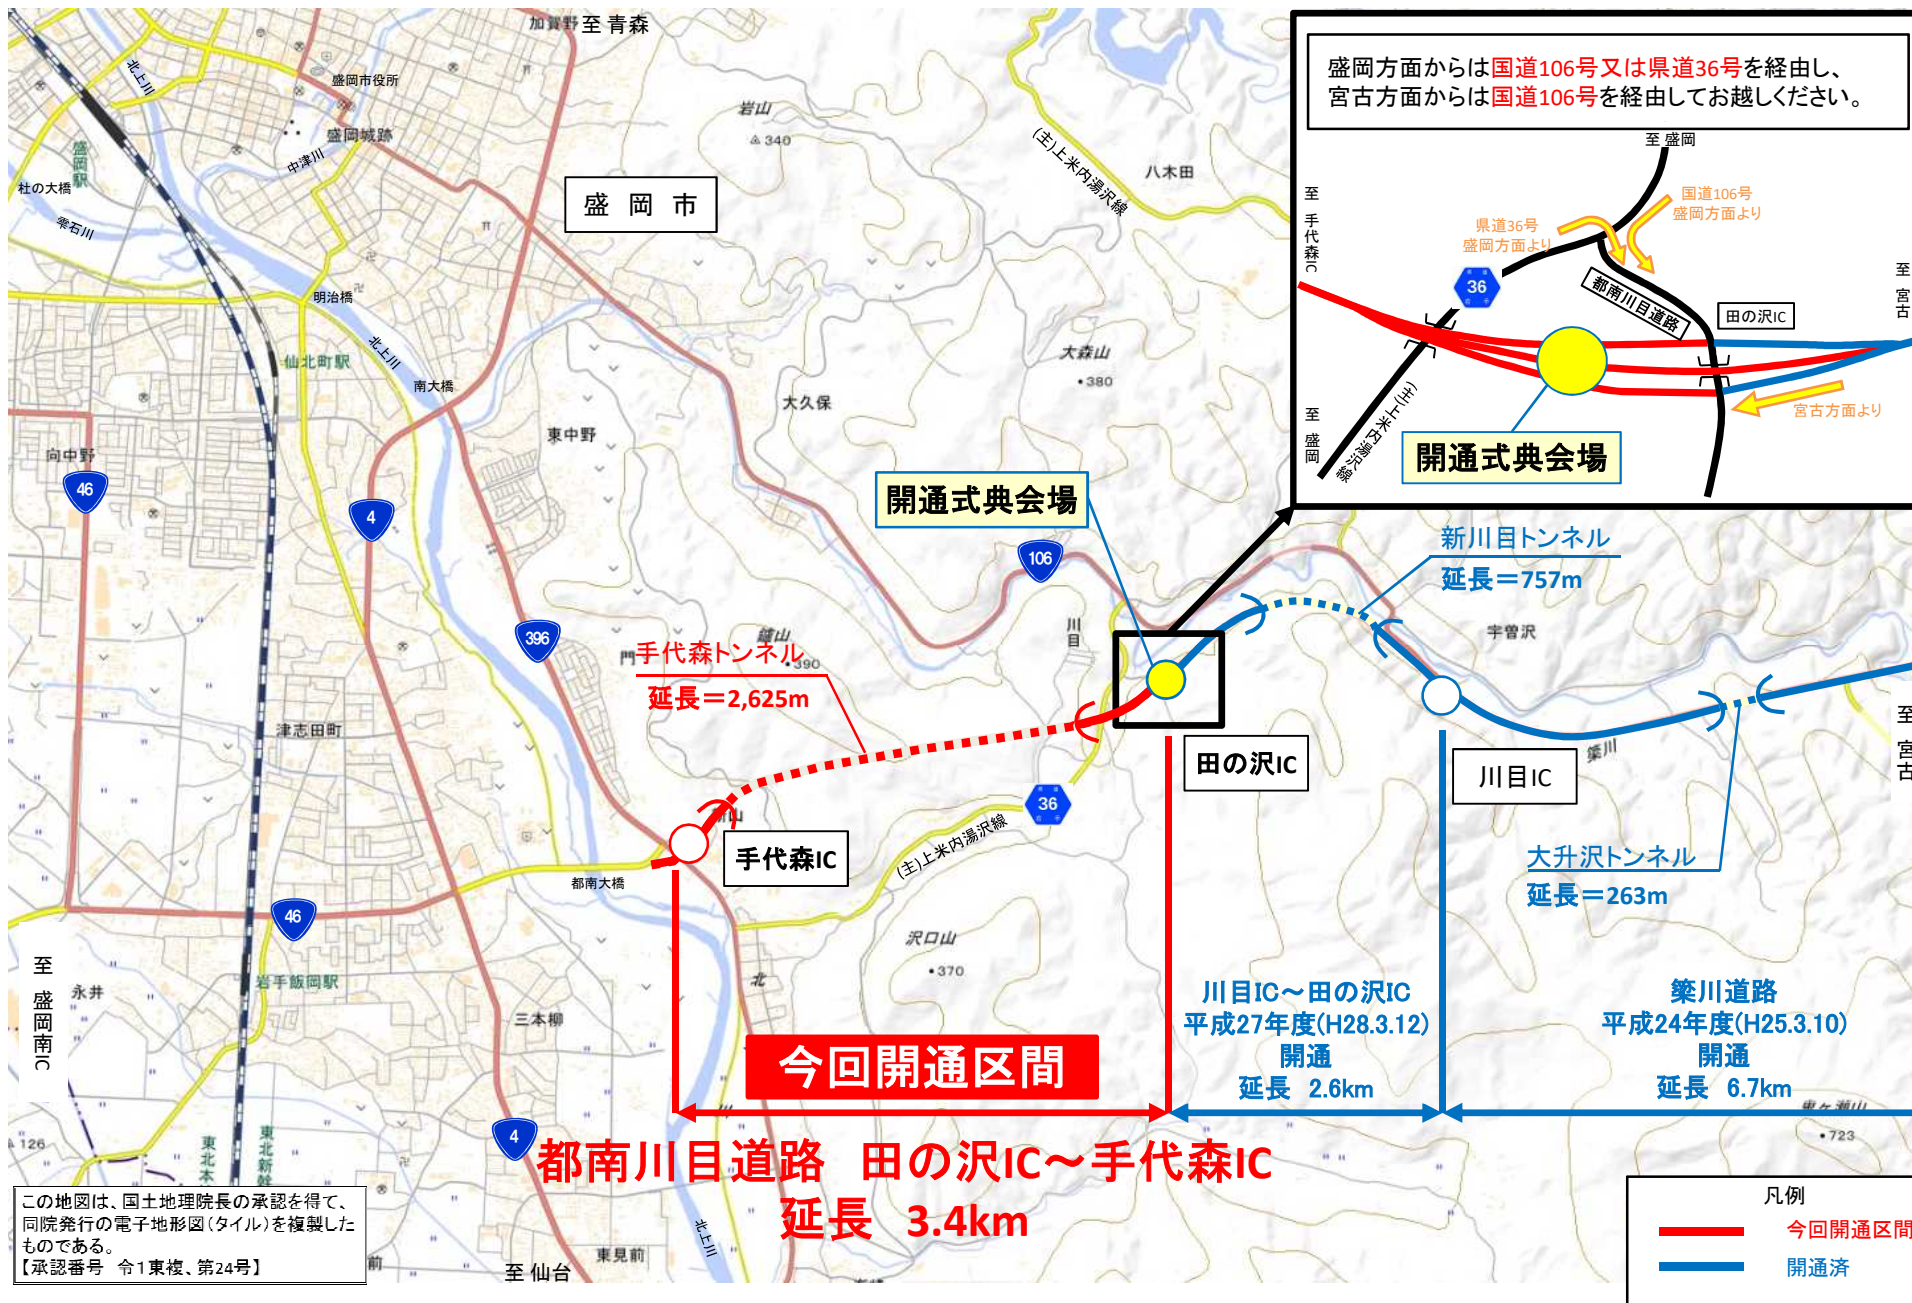 加賀野
至 青森
北上川
盛岡市役所
盛岡城跡
中津川
盛岡駅
杜の大橋
雫石川
岩山
340
(主)上米内湯沢線
八木田
盛 岡 市
明治橋
仙北町駅
北上川
南大橋
大森山
380
大久保
東中野
向中野
46
4
396
106
開通式典会場
盛岡方面からは国道106号又は県道36号を経由し、
宮古方面からは国道106号を経由してお越しください。
至 盛岡
至 手代森IC
国道106号
盛岡方面より
県道36号
盛岡方面より
36
都南川目道路
田の沢IC
至 宮古
(主)上米内湯沢線
至 盛岡
宮古方面より
開通式典会場
新川目トンネル
延長＝757m
川目
宇曽沢
鑪山
390
門
手代森トンネル
延長＝2,625m
津志田町
田の沢IC
川目IC
簗川
至 宮古
36
(主)上米内湯沢線
手代森IC
都南大橋
大升沢トンネル
延長＝263m
46
沢口山
370
北
川
至 盛岡南IC
永井
岩手飯岡駅
三本柳
川目IC～田の沢IC
平成27年度(H28.3.12)
開通
延長 2.6km
簗川道路
平成24年度(H25.3.10)
開通
延長 6.7km
今回開通区間
鬼ヶ瀬山
723
126
東北本
東北新幹
4
都南川目道路 田の沢IC～手代森IC
延長 3.4km
北上川
東見前
前
至 仙台
この地図は、国土地理院長の承認を得て、
同院発行の電子地形図(タイル)を複製した
ものである。
【承認番号 令1東複、第24号】
凡例
今回開通区間
開通済